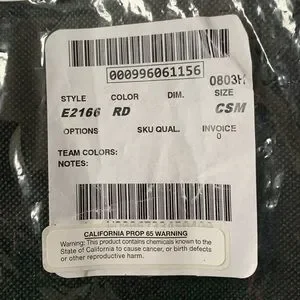 000996061156
0803H
STYLE COLOR DIM. SIZE
E2166 RD CSM
OPTIONS SKU QUAL. INVOICE
0
TEAM COLORS:
NOTES:
CALIFORNIA PROP 65 WARNING
Warning: This product contains chemicals known to the
State of California to cause cancer, or birth defects
or other reproductive harm.